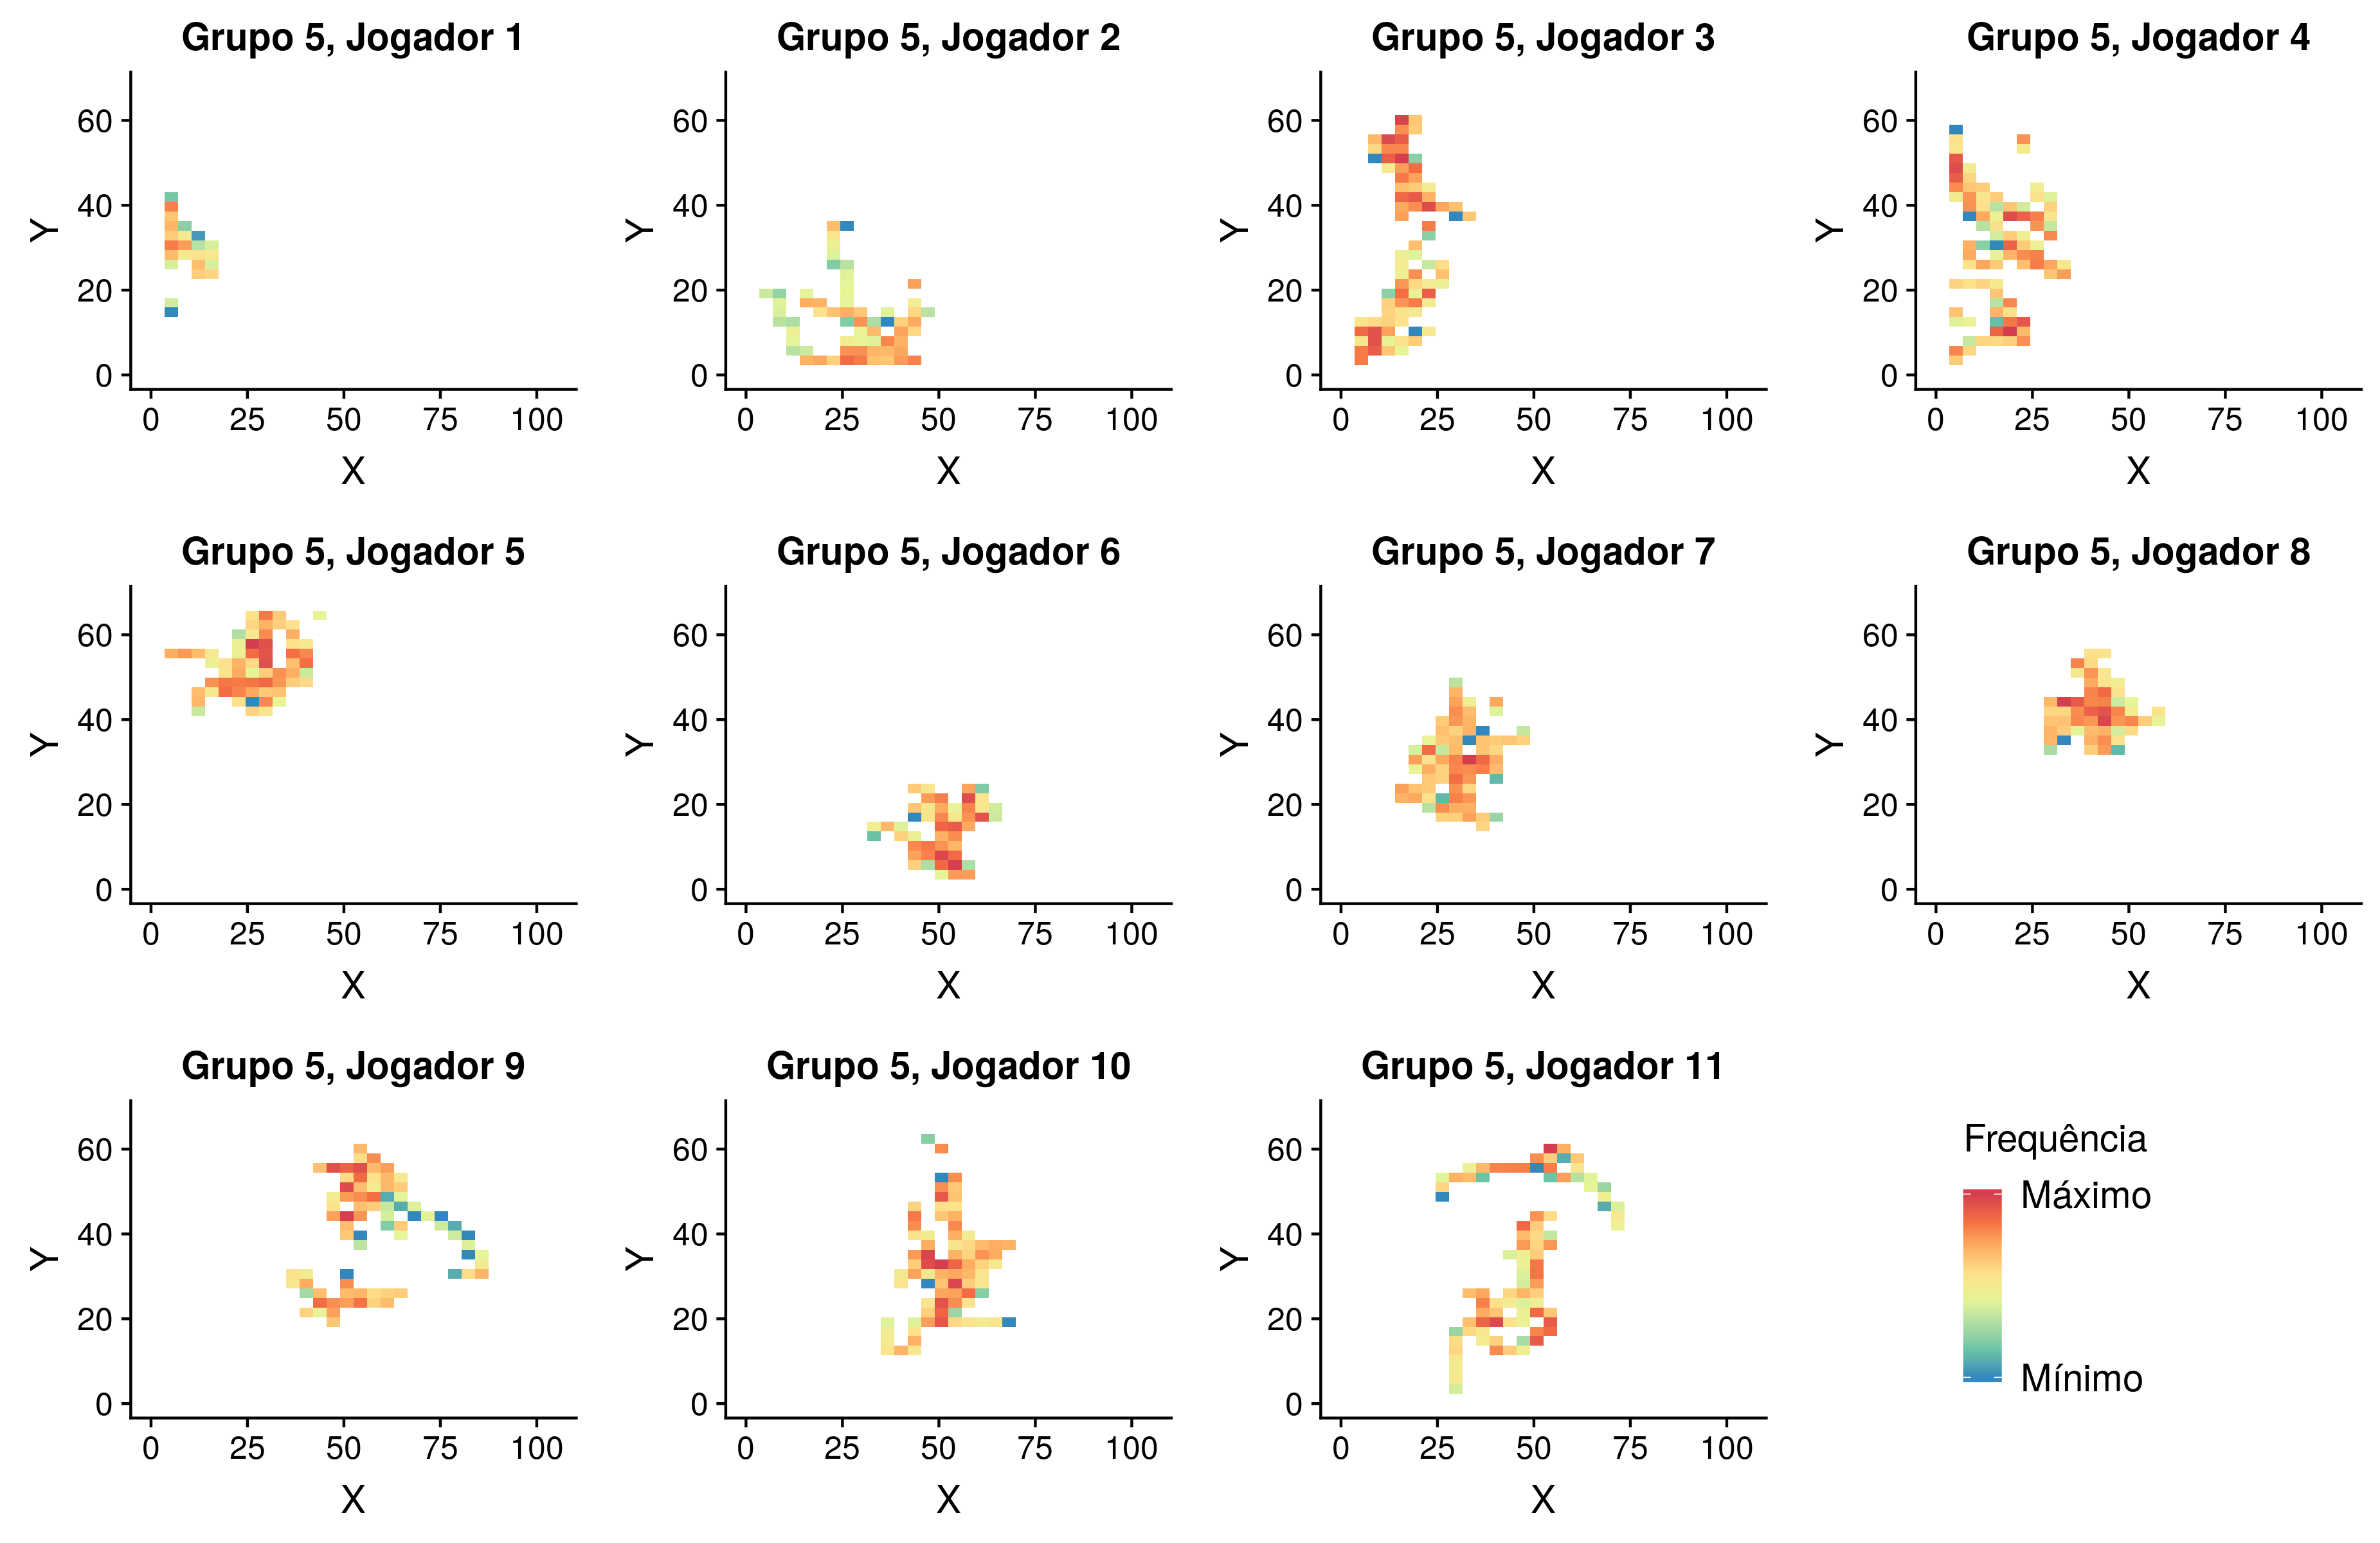 Grupo 5, Jogador 1
Y
60
40
20
0
0 25 50 75 100
X
Grupo 5, Jogador 2
Y
60
40
20
0
0 25 50 75 100
X
Grupo 5, Jogador 3
Y
60
40
20
0
0 25 50 75 100
X
Grupo 5, Jogador 4
Y
60
40
20
0
0 25 50 75 100
X
Grupo 5, Jogador 5
Y
60
40
20
0
0 25 50 75 100
X
Grupo 5, Jogador 6
Y
60
40
20
0
0 25 50 75 100
X
Grupo 5, Jogador 7
Y
60
40
20
0
0 25 50 75 100
X
Grupo 5, Jogador 8
Y
60
40
20
0
0 25 50 75 100
X
Grupo 5, Jogador 9
Y
60
40
20
0
0 25 50 75 100
X
Grupo 5, Jogador 10
Y
60
40
20
0
0 25 50 75 100
X
Grupo 5, Jogador 11
Y
60
40
20
0
0 25 50 75 100
X
Frequência
Máximo
Mínimo